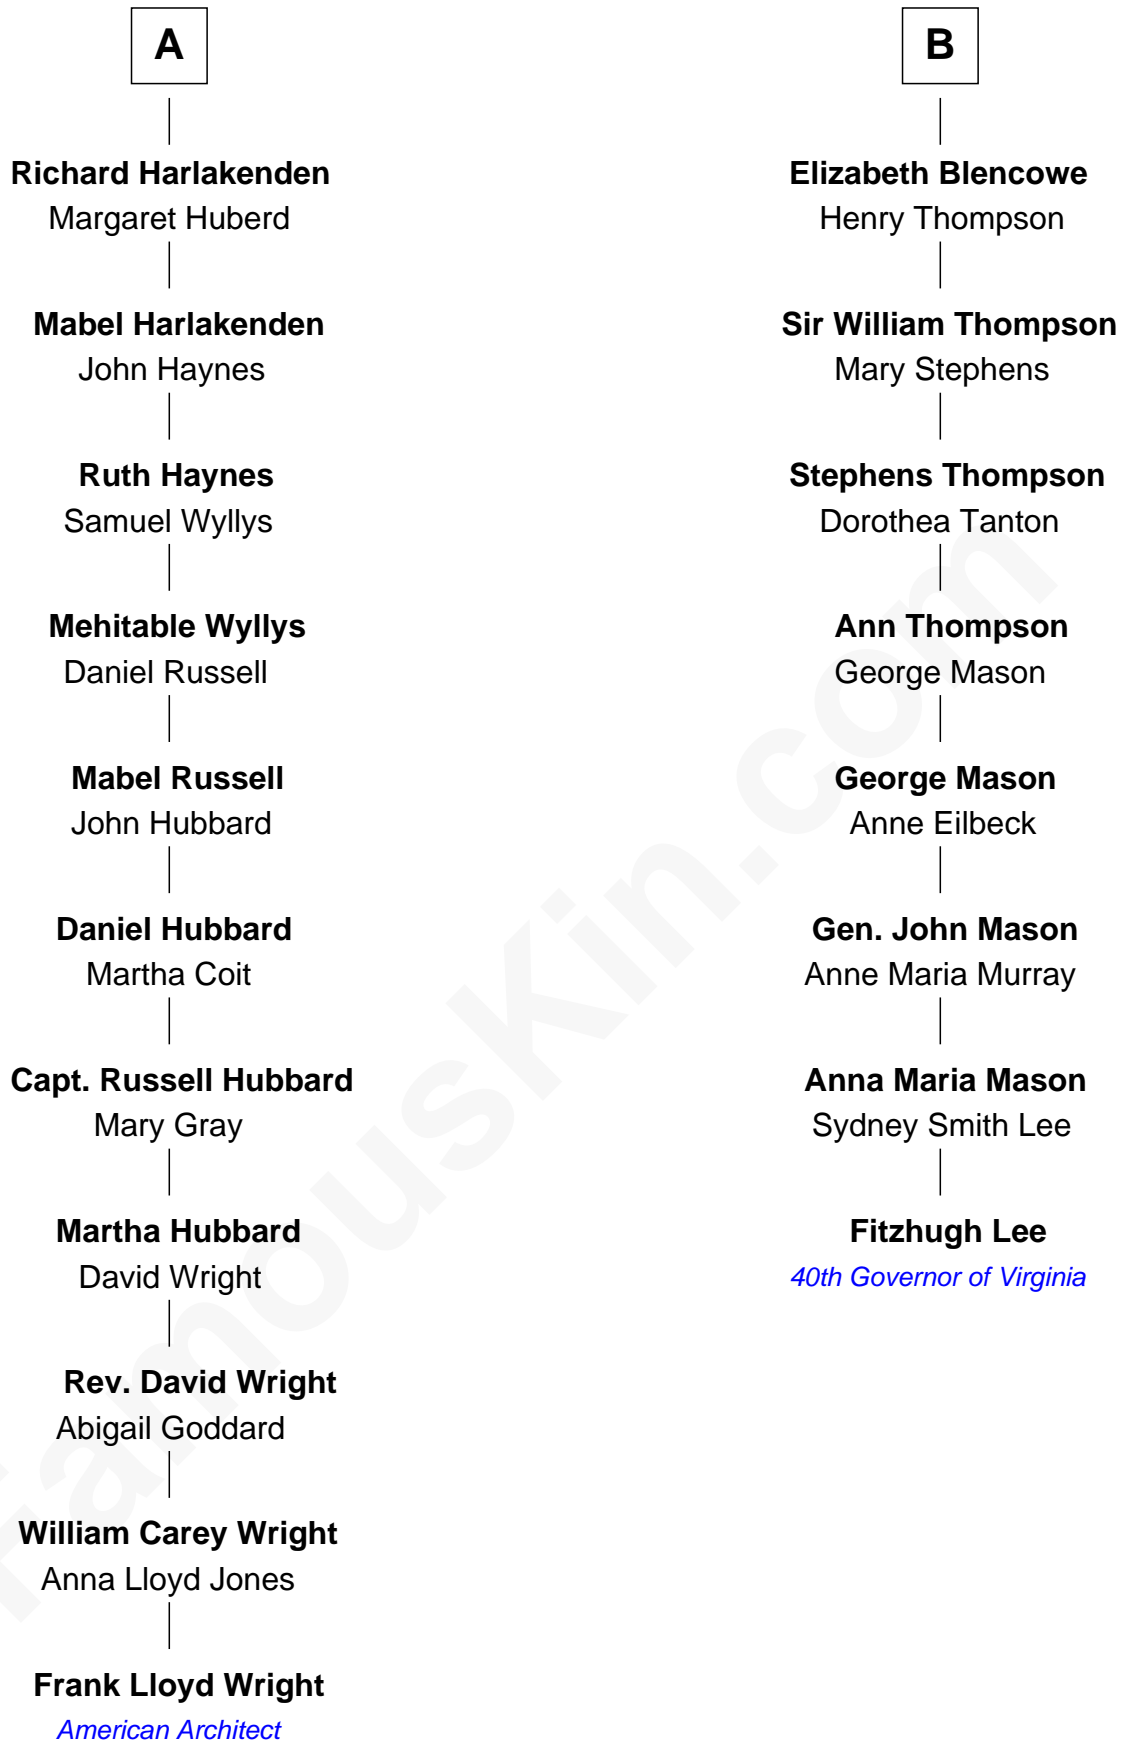 A
Richard Harlakenden
Margaret Huberd
Mabel Harlakenden
John Haynes
Ruth Haynes
Samuel Wyllys
Mehitable Wyllys
Daniel Russell
Mabel Russell
John Hubbard
Daniel Hubbard
Martha Coit
Capt. Russell Hubbard
Mary Gray
Martha Hubbard
David Wright
Rev. David Wright
Abigail Goddard
William Carey Wright
Anna Lloyd Jones
Frank Lloyd Wright
American Architect
B
Elizabeth Blencowe
Henry Thompson
Sir William Thompson
Mary Stephens
Stephens Thompson
Dorothea Tanton
Ann Thompson
George Mason
George Mason
Anne Eilbeck
Gen. John Mason
Anne Maria Murray
Anna Maria Mason
Sydney Smith Lee
Fitzhugh Lee
40th Governor of Virginia
FamousKin.com